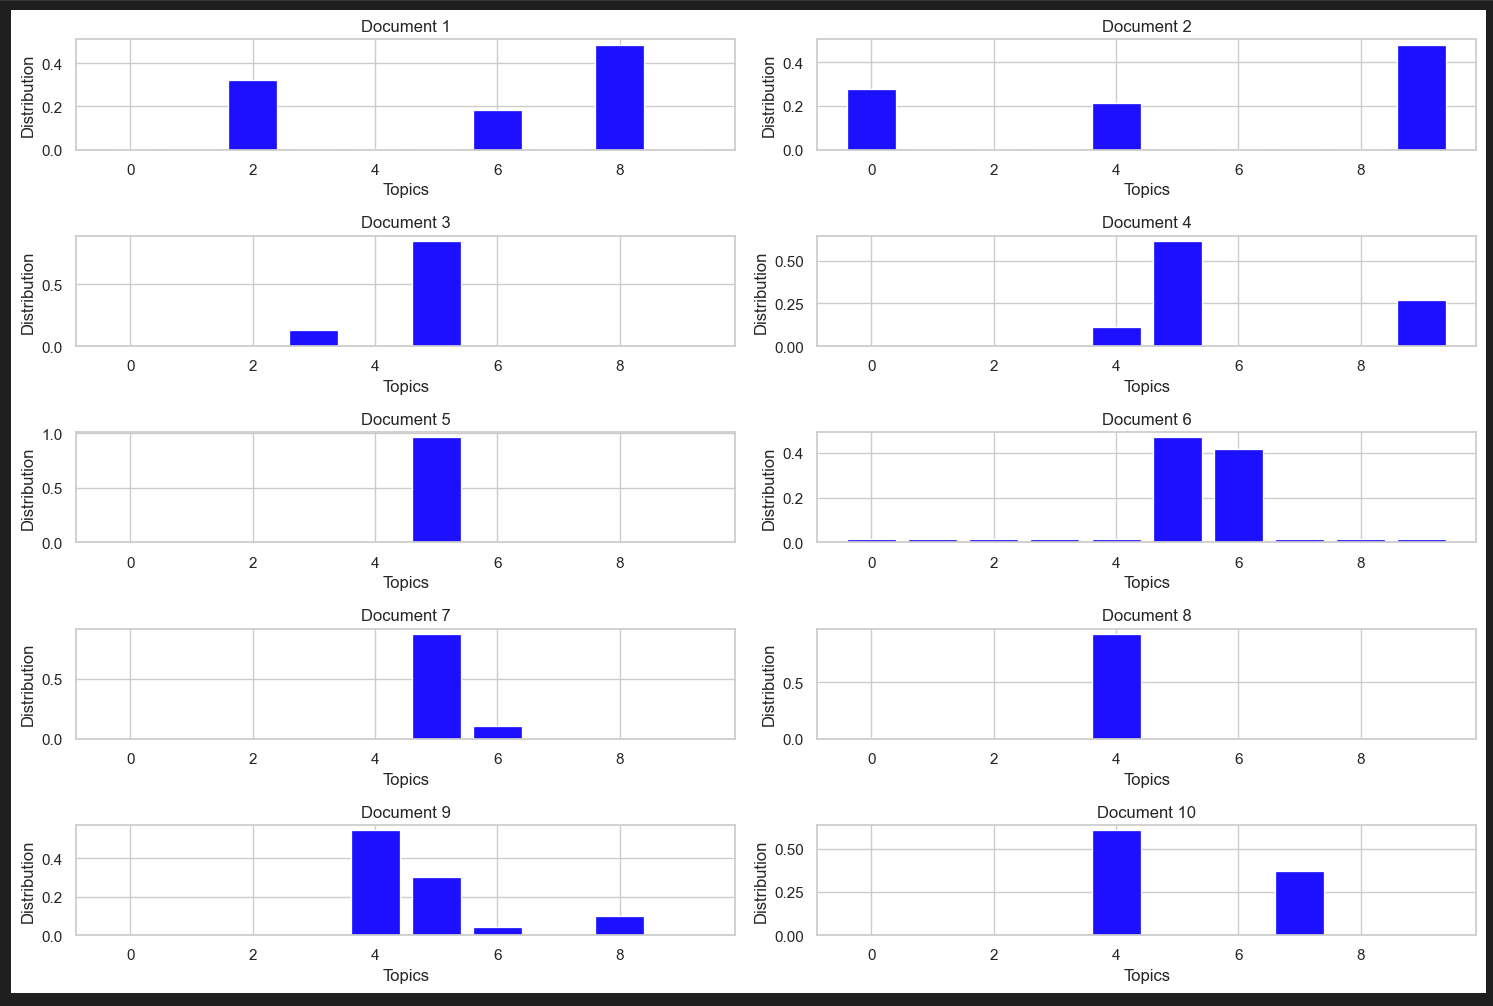 Document 1
Distribution
0.4
0.2
0.0
0 2 4 6 8
Topics
Document 2
Distribution
0.4
0.2
0.0
0 2 4 6 8
Topics
Document 3
Distribution
0.5
0.0
0 2 4 6 8
Topics
Document 4
Distribution
0.50
0.25
0.00
0 2 4 6 8
Topics
Document 5
Distribution
1.0
0.5
0.0
0 2 4 6 8
Topics
Document 6
Distribution
0.4
0.2
0.0
0 2 4 6 8
Topics
Document 7
Distribution
0.5
0.0
0 2 4 6 8
Topics
Document 8
Distribution
0.5
0.0
0 2 4 6 8
Topics
Document 9
Distribution
0.4
0.2
0.0
0 2 4 6 8
Topics
Document 10
Distribution
0.50
0.25
0.00
0 2 4 6 8
Topics